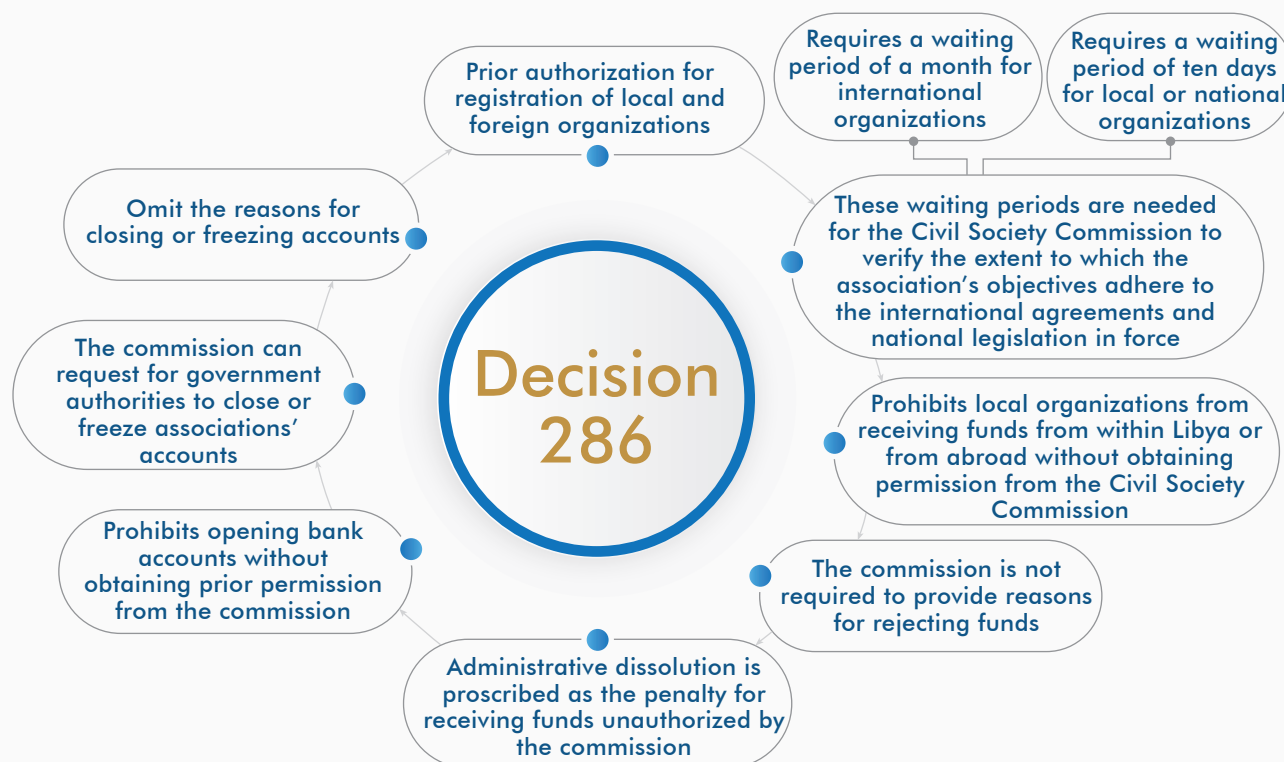 Requires a waiting
period of a month for
international
organizations
Requires a waiting
period of ten days
for local or national
organizations
Prior authorization for
registration of local and
foreign organizations
These waiting periods are needed
for the Civil Society Commission to
verify the extent to which the
association’s objectives adhere to
the international agreements and
national legislation in force
Prohibits local organizations from
receiving funds from within Libya or
from abroad without obtaining
permission from the Civil Society
Commission
The commission is not
required to provide reasons
for rejecting funds
Administrative dissolution is
proscribed as the penalty for
receiving funds unauthorized by
the commission
Prohibits opening bank
accounts without
obtaining prior permission
from the commission
The commission can
request for government
authorities to close or
freeze associations’
accounts
Omit the reasons for
closing or freezing accounts
Decision
286